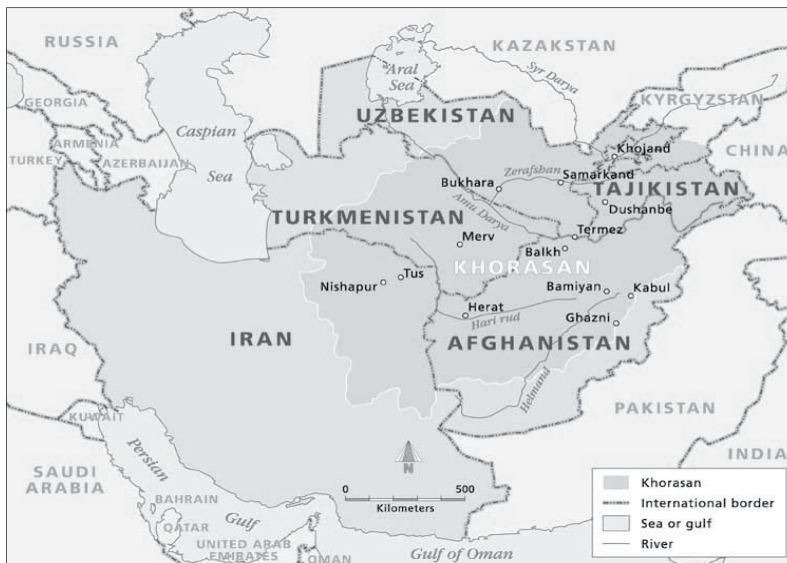 RUSSIA
KAZAKSTAN
Aral
Sea
Syr Darya
GEORGIA
KYRGYZSTAN
UZBEKISTAN
Caspian
Sea
ARMENIA
TURKEY
AZERBAIJAN
Khojand
CHINA
Zerafshan
Samarkand
Bukhara
TAJIKISTAN
Amu Darya
Dushanbe
TURKMENISTAN
Termez
Merv
Balkh
KHORASAN
Tus
Nishapur
Bamiyan
Kabul
Herat
Hari rud
Ghazni
IRAN
AFGHANISTAN
IRAQ
Helmand
PAKISTAN
KUWAIT
Persian
Gulf
INDIA
SAUDI
ARABIA
N
0 500
Kilometers
BAHRAIN
QATAR
UNITED ARAB
EMIRATES
OMAN
Gulf of Oman
Khorasan
International border
Sea or gulf
River